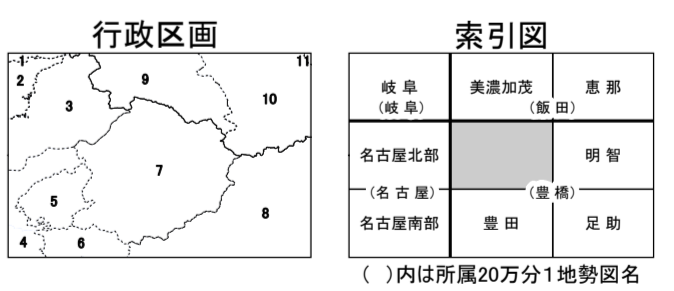 行政区画
1
2
3
9
11
10
7
5
8
4
6
索引図
岐阜 美濃加茂 恵那
(岐阜) (飯田)
名古屋北部 明智
(名古屋) (豊橋)
名古屋南部 豊田 足助
( )内は所属20万分1地勢図名